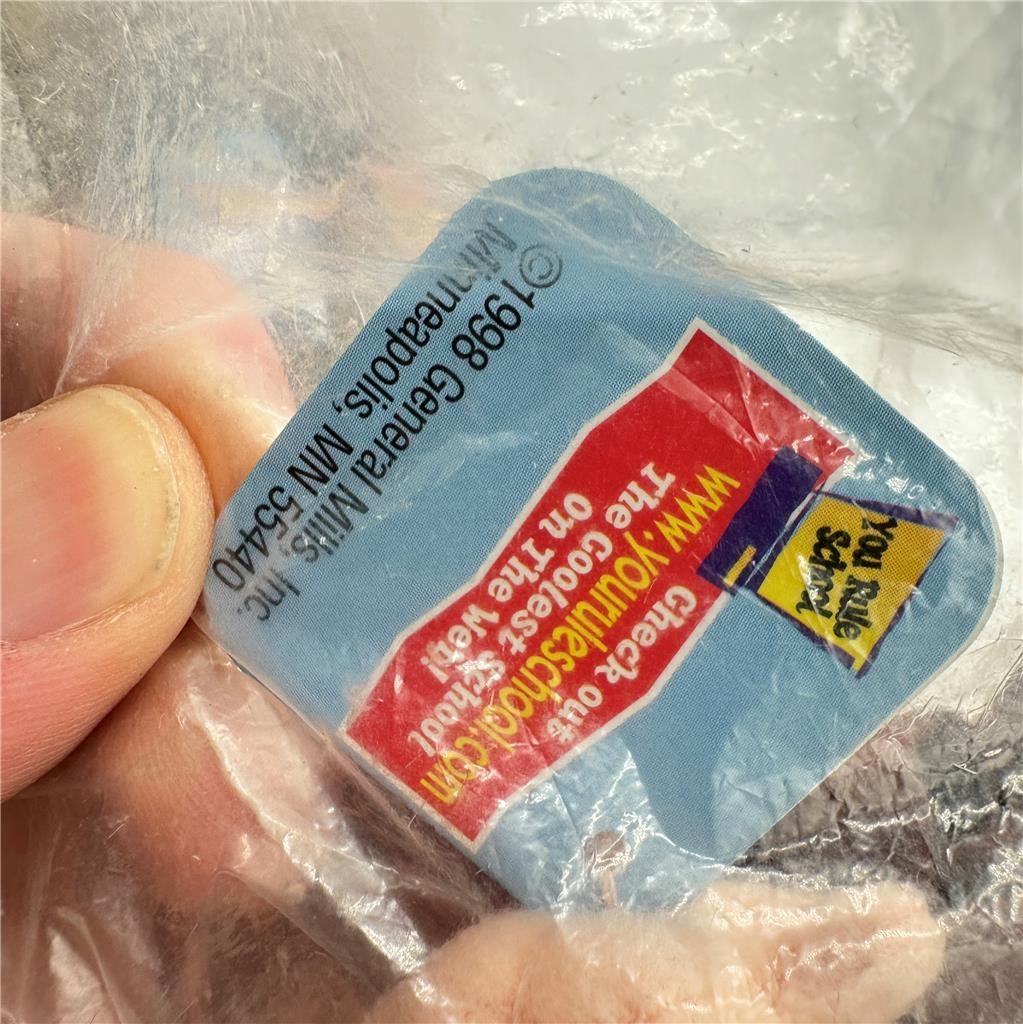 You Rule
School
Check out
www.youruleschool.com
The Coolest School
On The Web!
©1998 General Mills, Inc.
Minneapolis, MN 55440